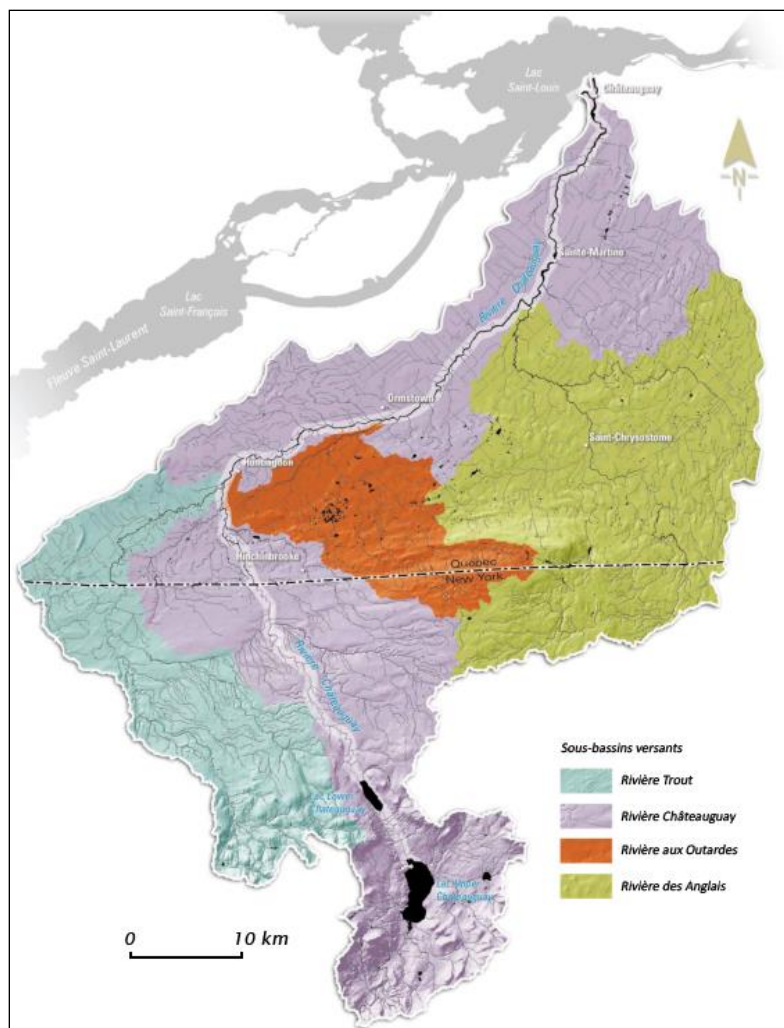 Lac
Saint-Louis
Châteauguay
N
Sainte-Martine
Rivière Châteauguay
Lac
Saint-François
Fleuve Saint-Laurent
Ormstown
Saint-Chrysostome
Huntingdon
Hinchinbrooke
Québec
New York
Rivière Châteauguay
Lac Lower
Chateauguay
Lac Upper
Chateauguay
Sous-bassins versants
Rivière Trout
Rivière Châteauguay
Rivière aux Outardes
Rivière des Anglais
0 10 km